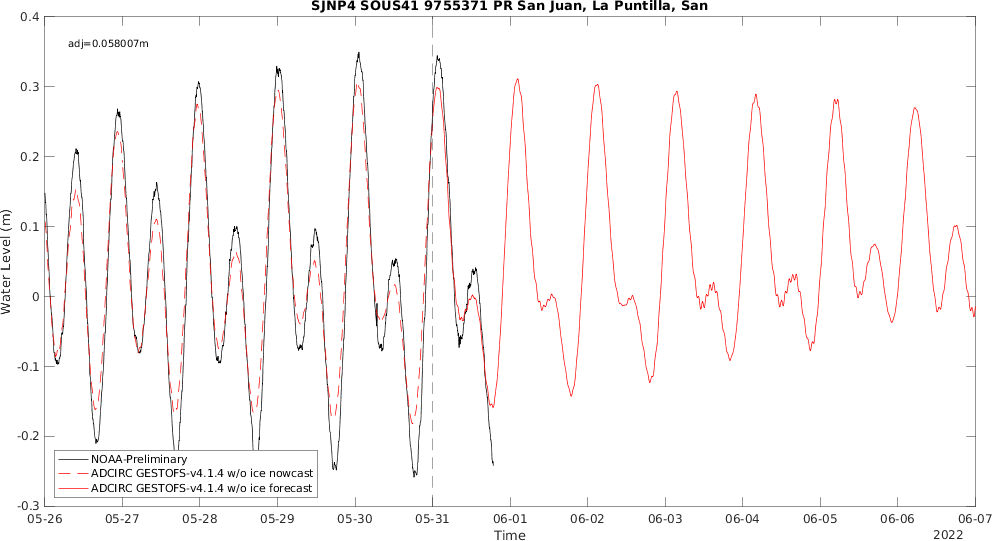 SJNP4 SOUS41 9755371 PR San Juan, La Puntilla, San
adj=0.058007m
0.4
0.3
0.2
0.1
0
-0.1
-0.2
-0.3
Water Level (m)
NOAA-Preliminary
ADCIRC GESTOFS-v4.1.4 w/o ice nowcast
ADCIRC GESTOFS-v4.1.4 w/o ice forecast
05-26 05-27 05-28 05-29 05-30 05-31 06-01 06-02 06-03 06-04 06-05 06-06 06-07
Time
2022